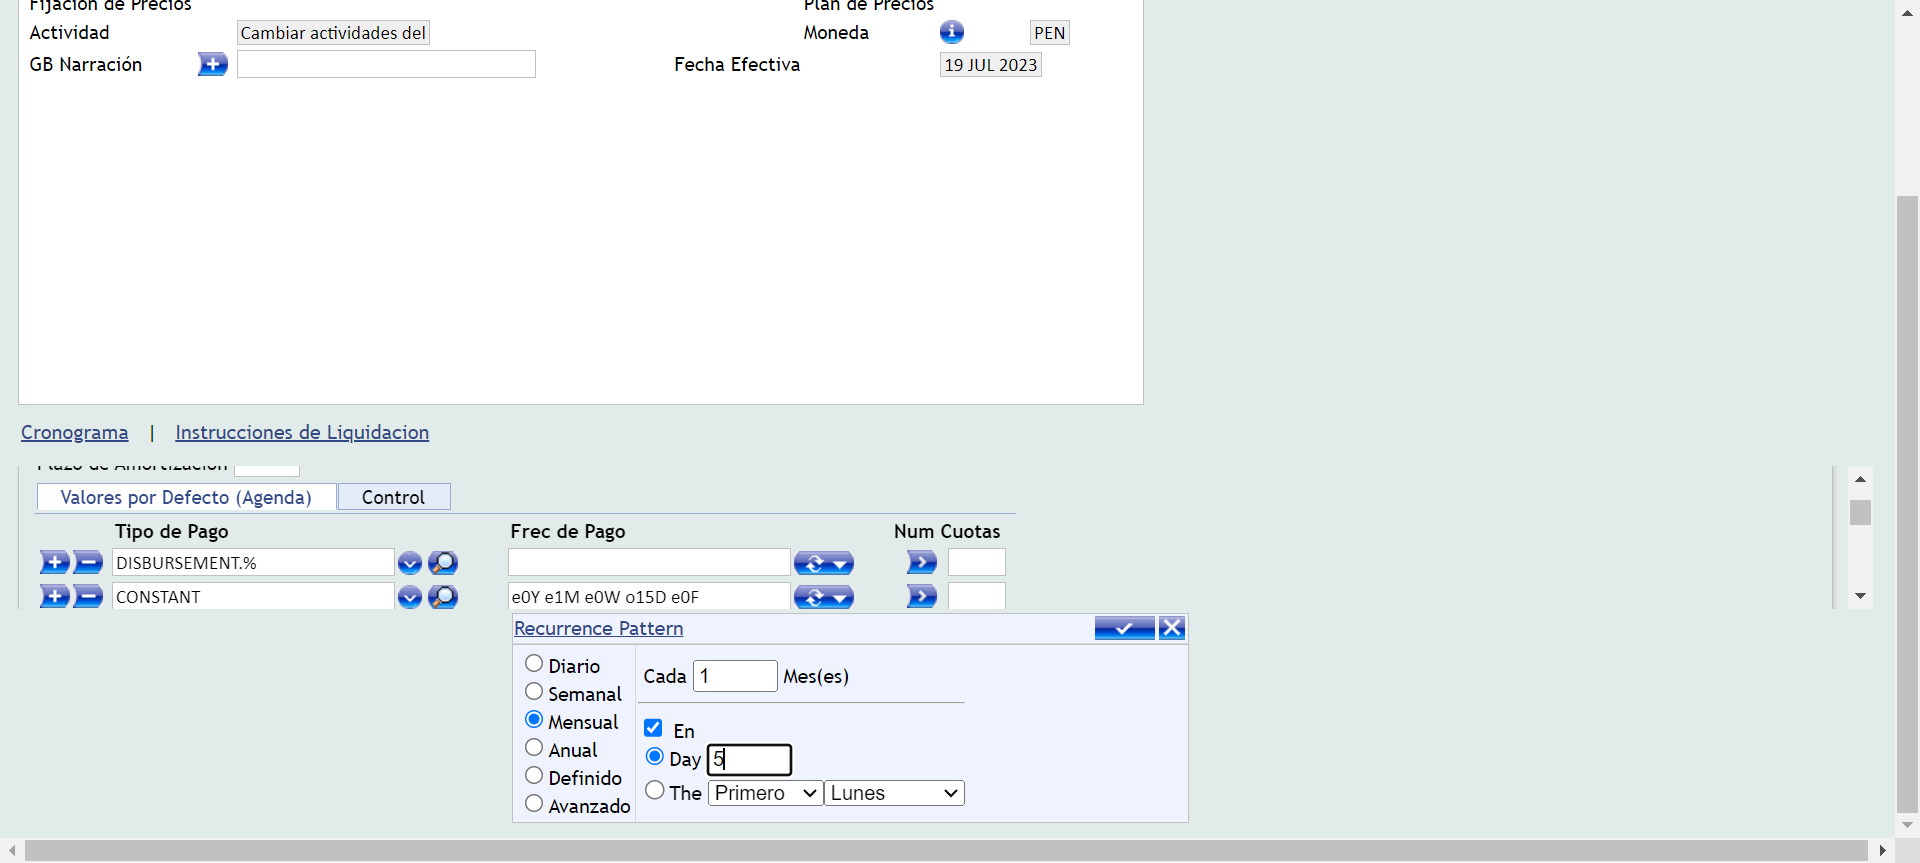 Fijación de Precios Plan de Precios
Actividad Cambiar actividades del Moneda PEN
GB Narración Fecha Efectiva 19 JUL 2023
Cronograma | Instrucciones de Liquidacion
Plazo de Amortización
Valores por Defecto (Agenda) Control
Tipo de Pago Frec de Pago Num Cuotas
DISBURSEMENT.%
CONSTANT e0Y e1M e0W o15D e0F
Recurrence Pattern
Diario
Semanal
Mensual
Anual
Definido
Avanzado
Cada 1 Mes(es)
En
Day 5
The Primero Lunes